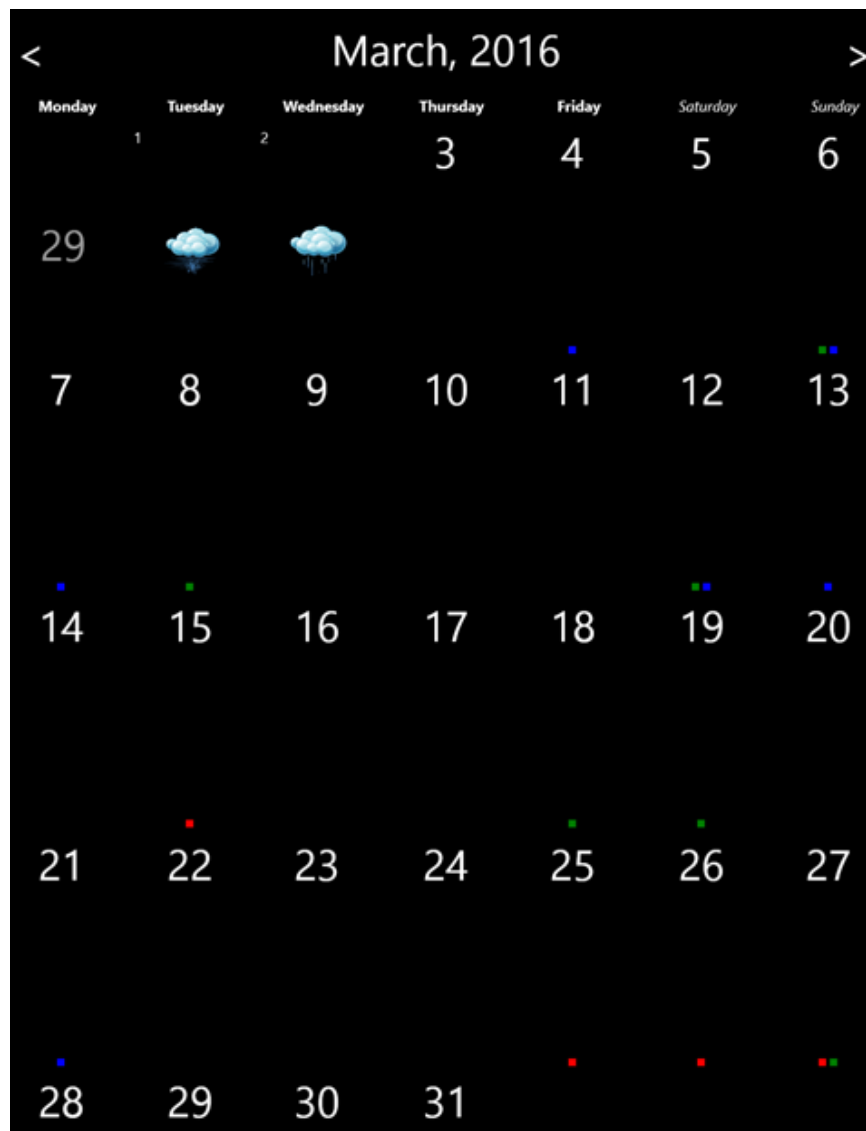 < March, 2016 >
Monday Tuesday Wednesday Thursday Friday Saturday Sunday
1 2 3 4 5 6
29
7 8 9 10 11 12 13
14 15 16 17 18 19 20
21 22 23 24 25 26 27
28 29 30 31